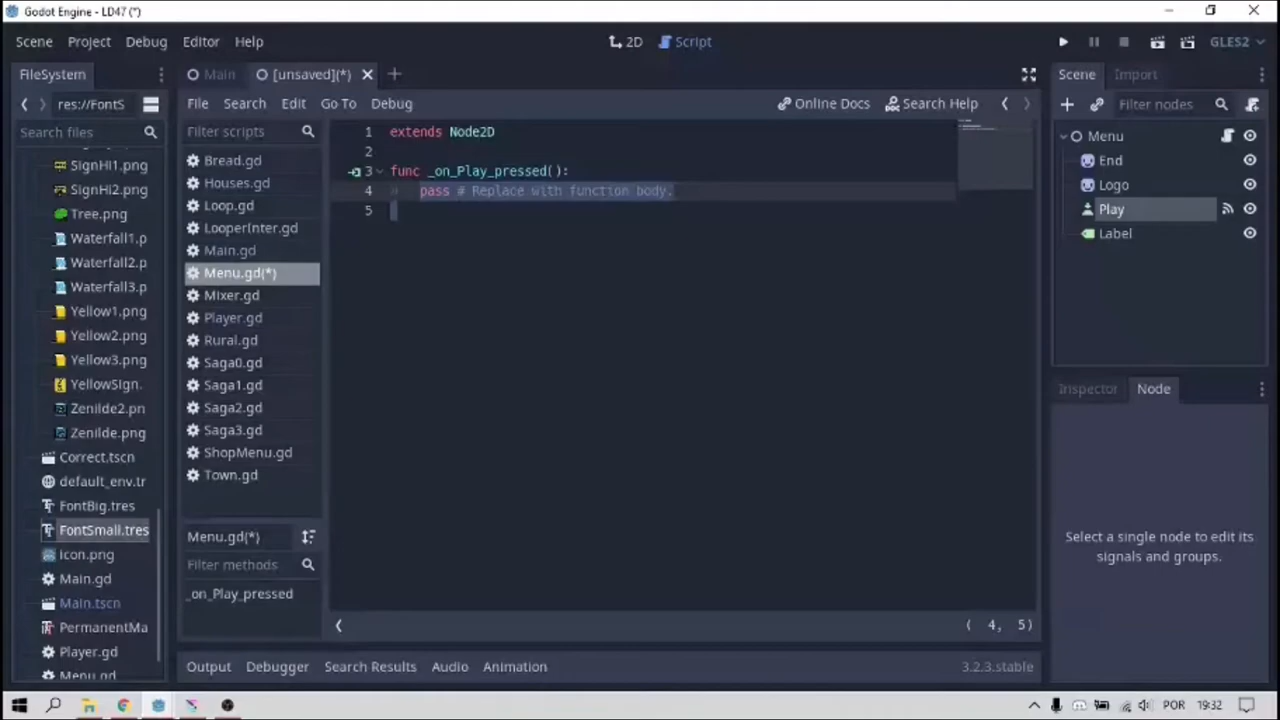 Godot Engine - LD47 (*)
Scene Project Debug Editor Help
2D Script
GLES2
FileSystem
Main
[unsaved](*)
Scene Import
res://FontS
File Search Edit Go To Debug
Online Docs Search Help
Filter nodes
Search files
Filter scripts
SignHi1.png
SignHi2.png
Tree.png
Waterfall1.p
Waterfall2.p
Waterfall3.p
Yellow1.png
Yellow2.png
Yellow3.png
YellowSign.
Zenilde2.pn
Zenilde.png
Correct.tscn
default_env.tr
FontBig.tres
FontSmall.tres
icon.png
Main.gd
Main.tscn
PermanentMa
Player.gd
Menu.gd
Bread.gd
Houses.gd
Loop.gd
LooperInter.gd
Main.gd
Menu.gd(*)
Mixer.gd
Player.gd
Rural.gd
Saga0.gd
Saga1.gd
Saga2.gd
Saga3.gd
ShopMenu.gd
Town.gd
Menu.gd(*)
Filter methods
_on_Play_pressed
1 extends Node2D
2
3 func _on_Play_pressed():
4 pass # Replace with function body.
5
( 4, 5)
Output Debugger Search Results Audio Animation
3.2.3.stable
Menu
End
Logo
Play
Label
Inspector Node
Select a single node to edit its
signals and groups.
POR 19:32